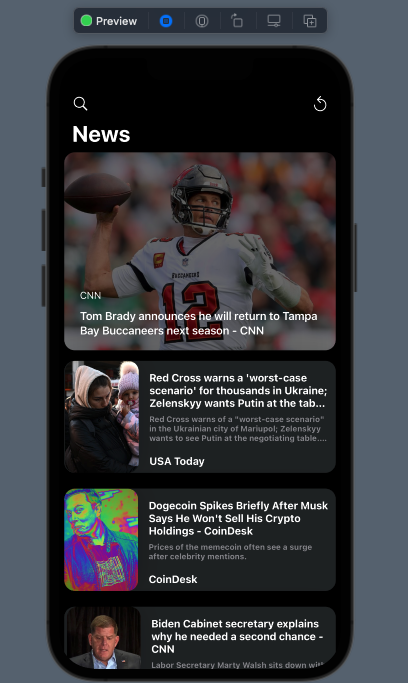 Preview
News
BUCCANEERS
12
CNN
Tom Brady announces he will return to Tampa
Bay Buccaneers next season - CNN
Red Cross warns a 'worst-case
scenario' for thousands in Ukraine;
Zelenskyy wants Putin at the tab...
Red Cross warns of a "worst-case scenario"
in the Ukrainian city of Mariupol; Zelenskyy
wants to see Putin at the negotiating table....
USA Today
Dogecoin Spikes Briefly After Musk
Says He Won't Sell His Crypto
Holdings - CoinDesk
Prices of the memecoin often see a surge
after celebrity mentions.
CoinDesk
Biden Cabinet secretary explains
why he needed a second chance -
CNN
Labor Secretary Marty Walsh sits down with